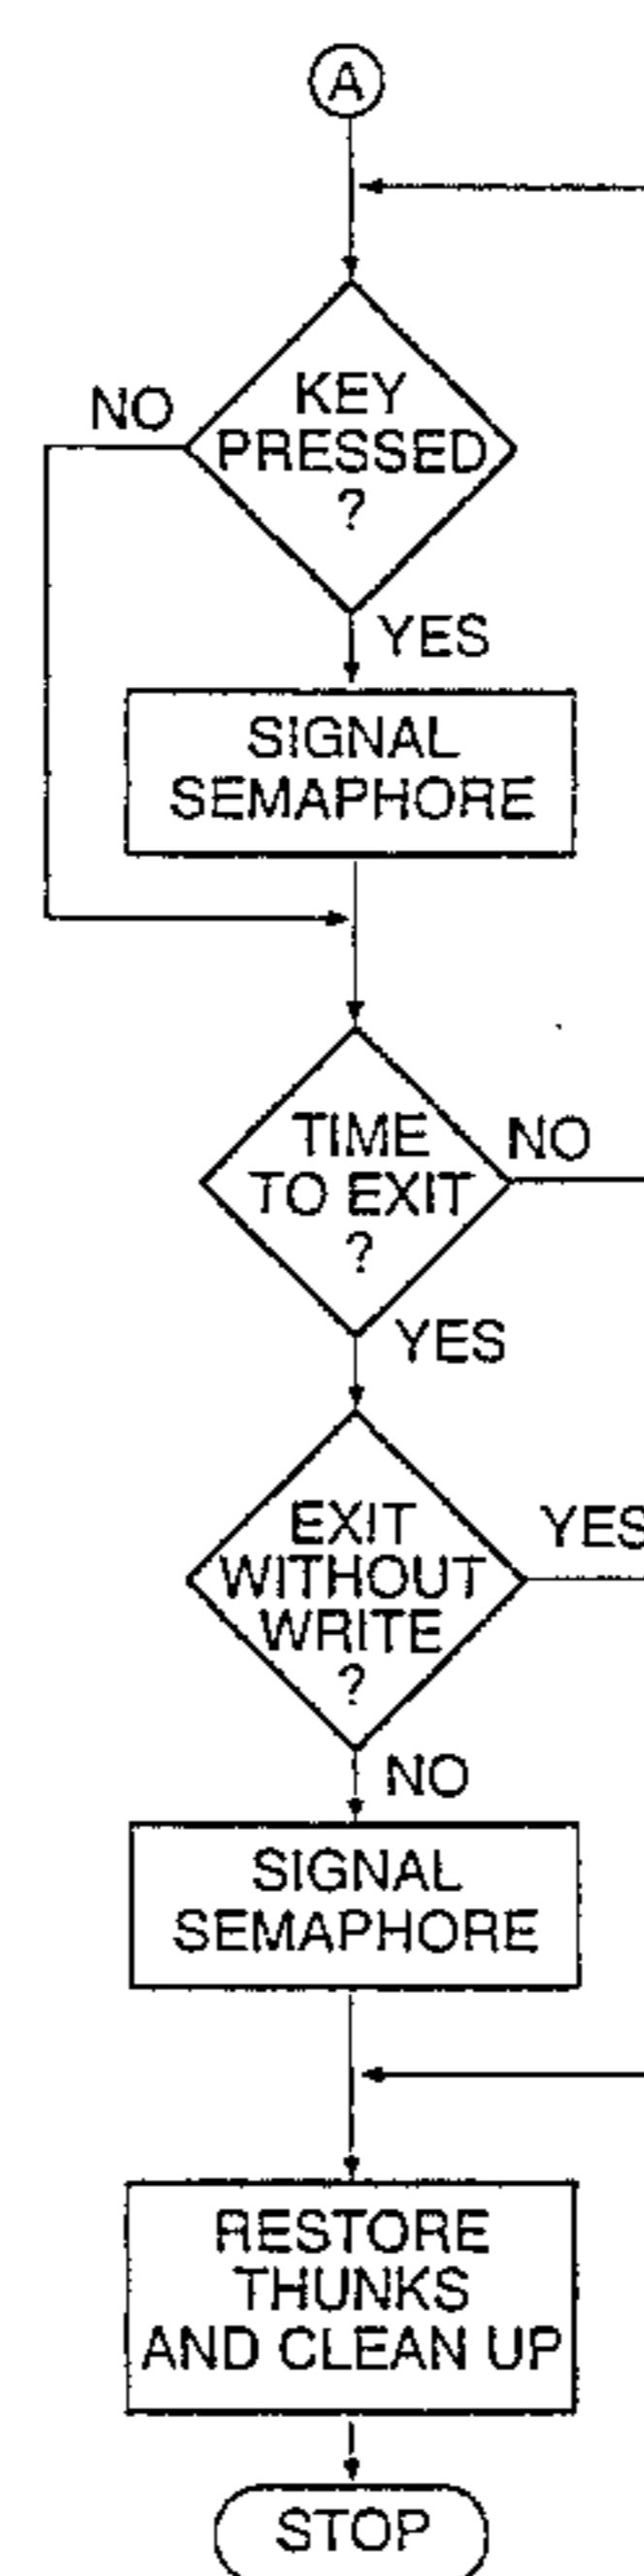 A
KEY
PRESSED
?
NO
YES
SIGNAL
SEMAPHORE
TIME
TO EXIT
?
NO
YES
EXIT
WITHOUT
WRITE
?
YES
NO
SIGNAL
SEMAPHORE
RESTORE
THUNKS
AND CLEAN UP
STOP